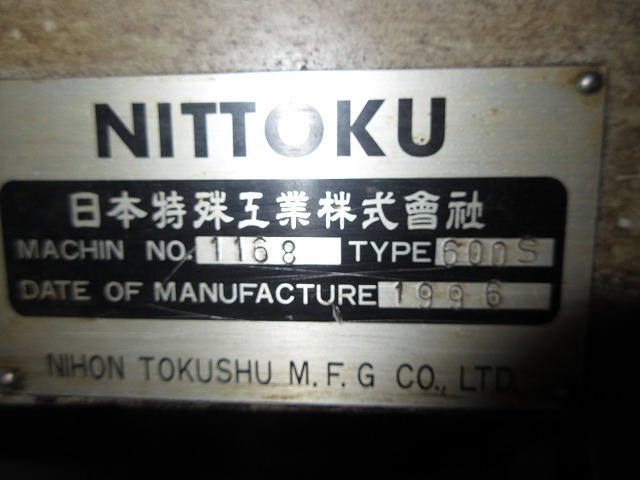 NITTOKU
日本特殊工業株式會社
MACHIN NO. 1168 TYPE 600S
DATE OF MANUFACTURE 1996
NIHON TOKUSHU M.F.G CO., LTD.